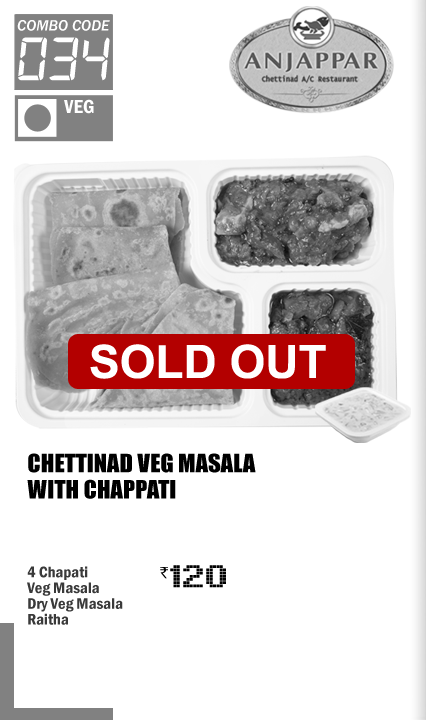 COMBO CODE
034
VEG
ANJAPPAR
Chettinad A/C Restaurant
SOLD OUT
CHETTINAD VEG MASALA
WITH CHAPPATI
4 Chapati
Veg Masala
Dry Veg Masala
Raitha
₹120